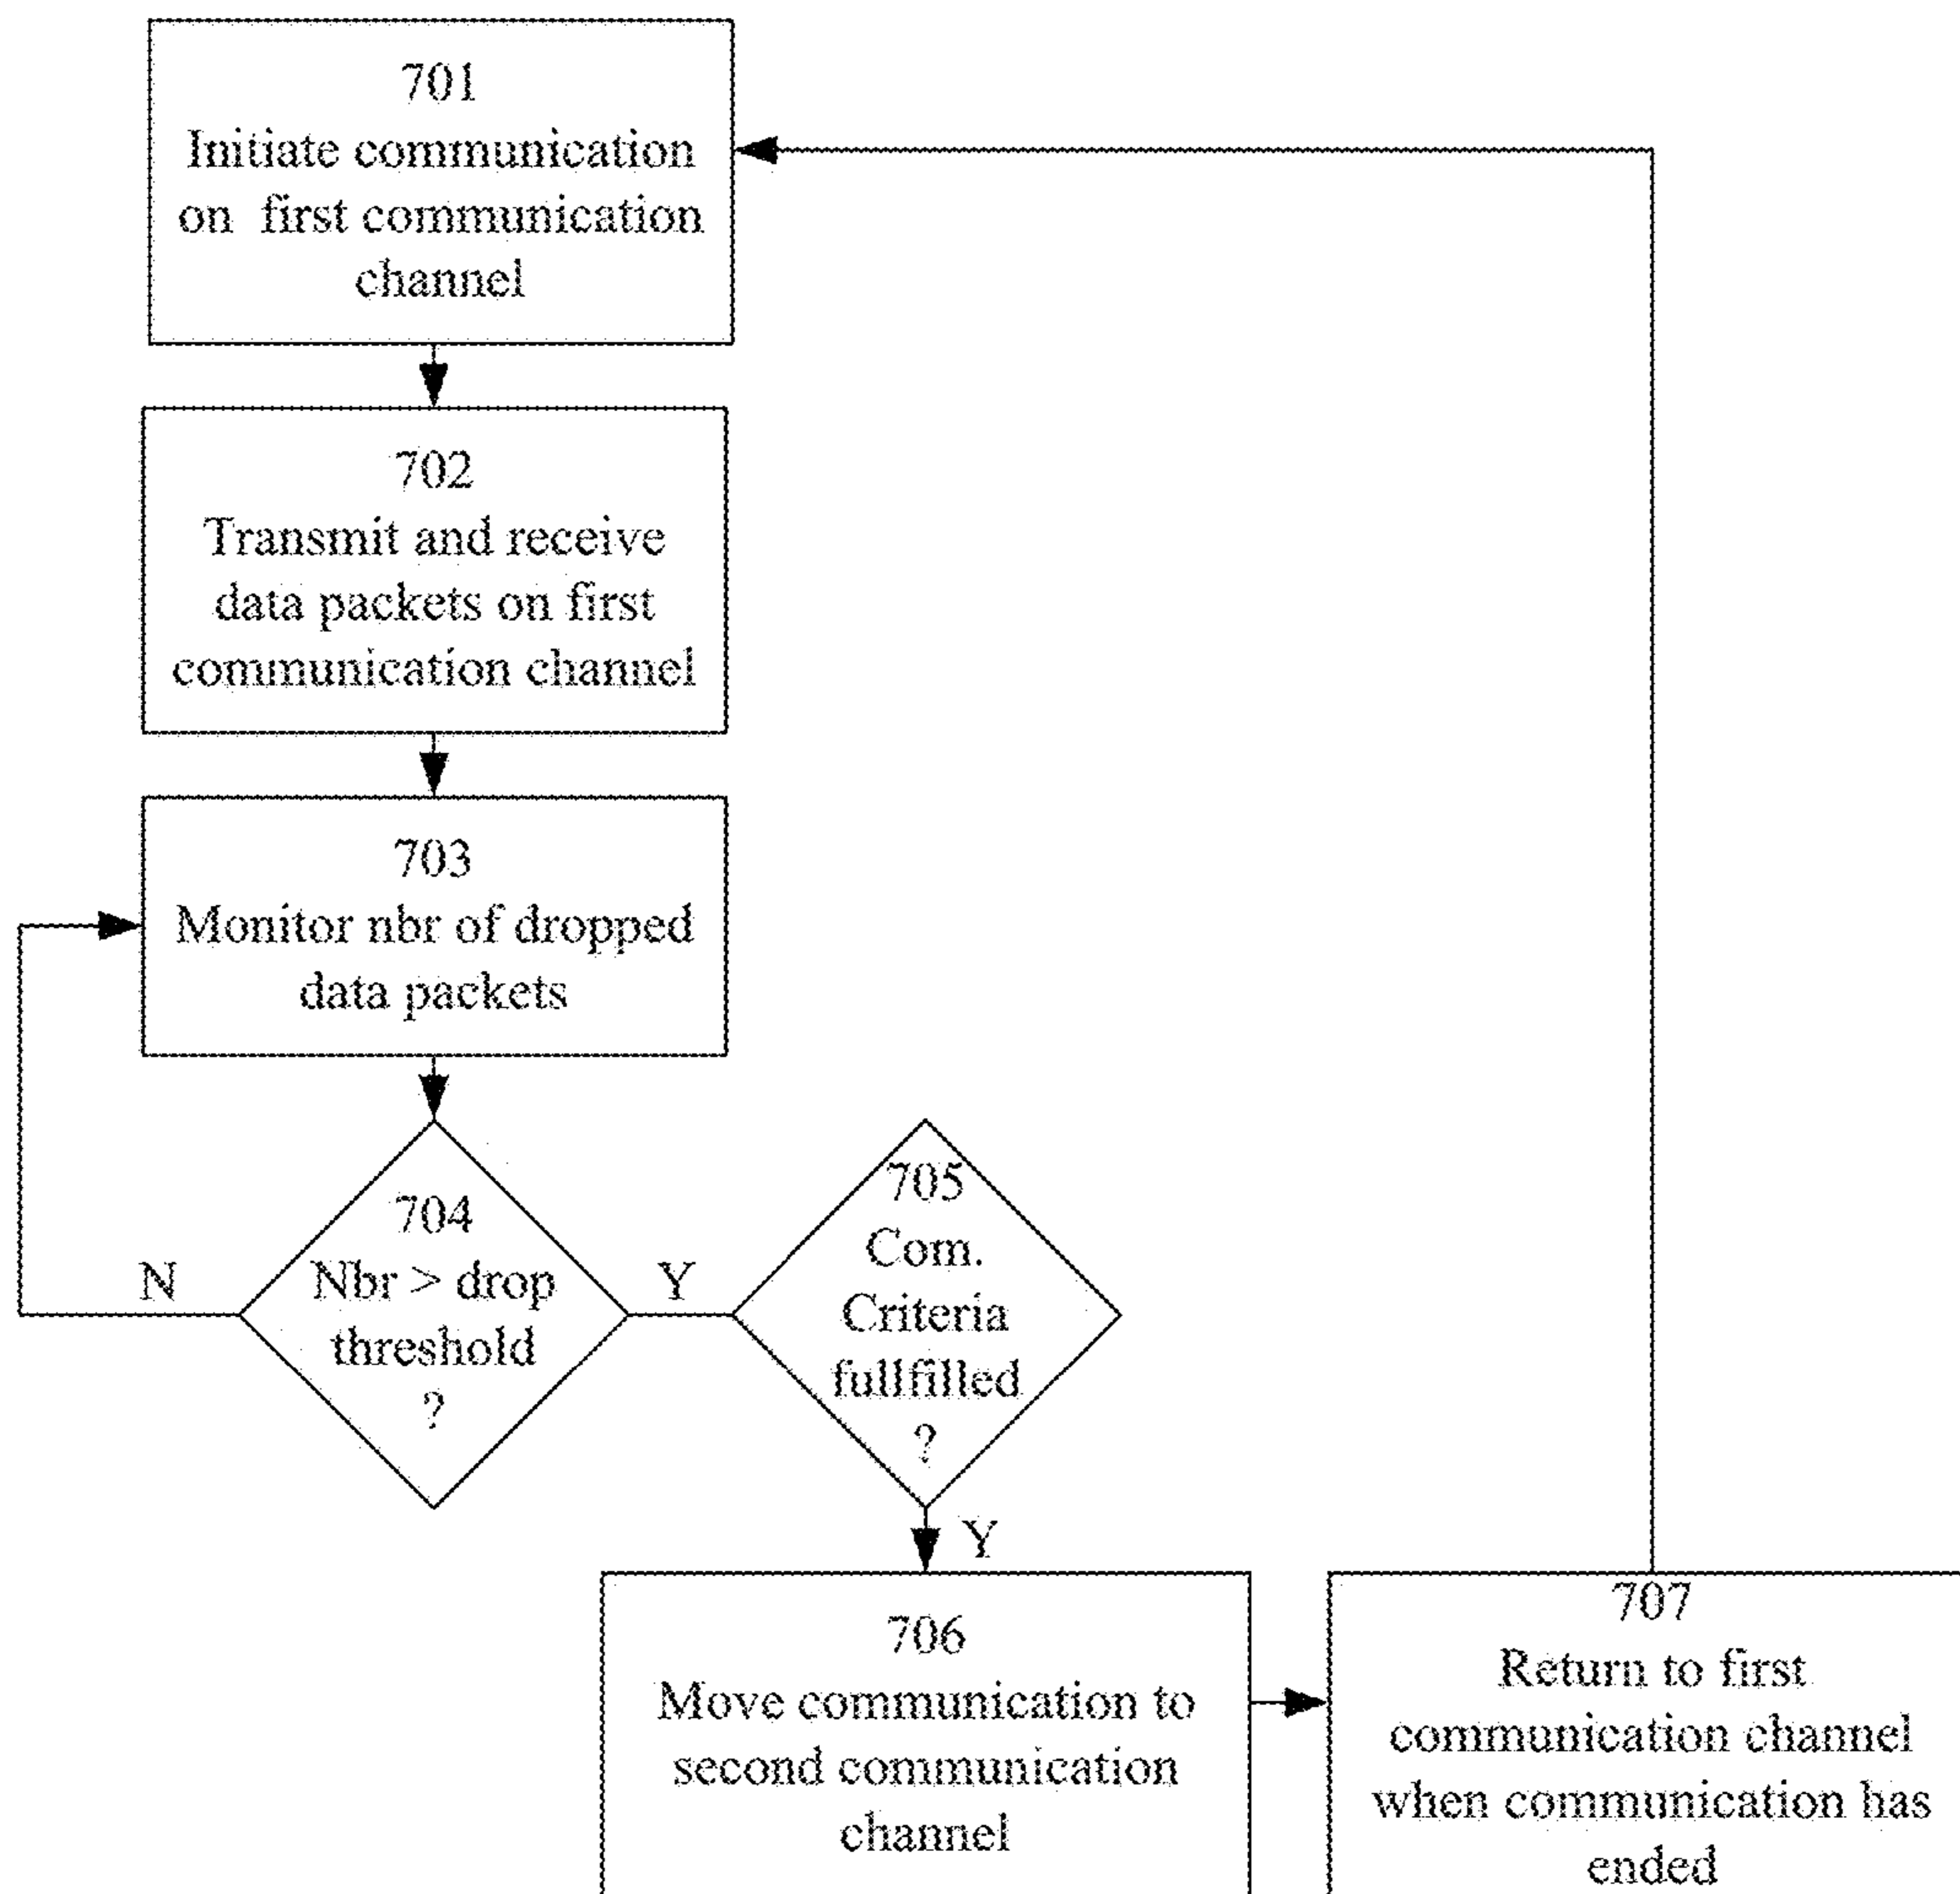 701
Initiate communication
on first communication
channel
702
Transmit and receive
data packets on first
communication channel
703
Monitor nbr of dropped
data packets
704
Nbr > drop
threshold
?
N
Y
705
Com.
Criteria
fullfilled
?
Y
706
Move communication to
second communication
channel
707
Return to first
communication channel
when communication has
ended